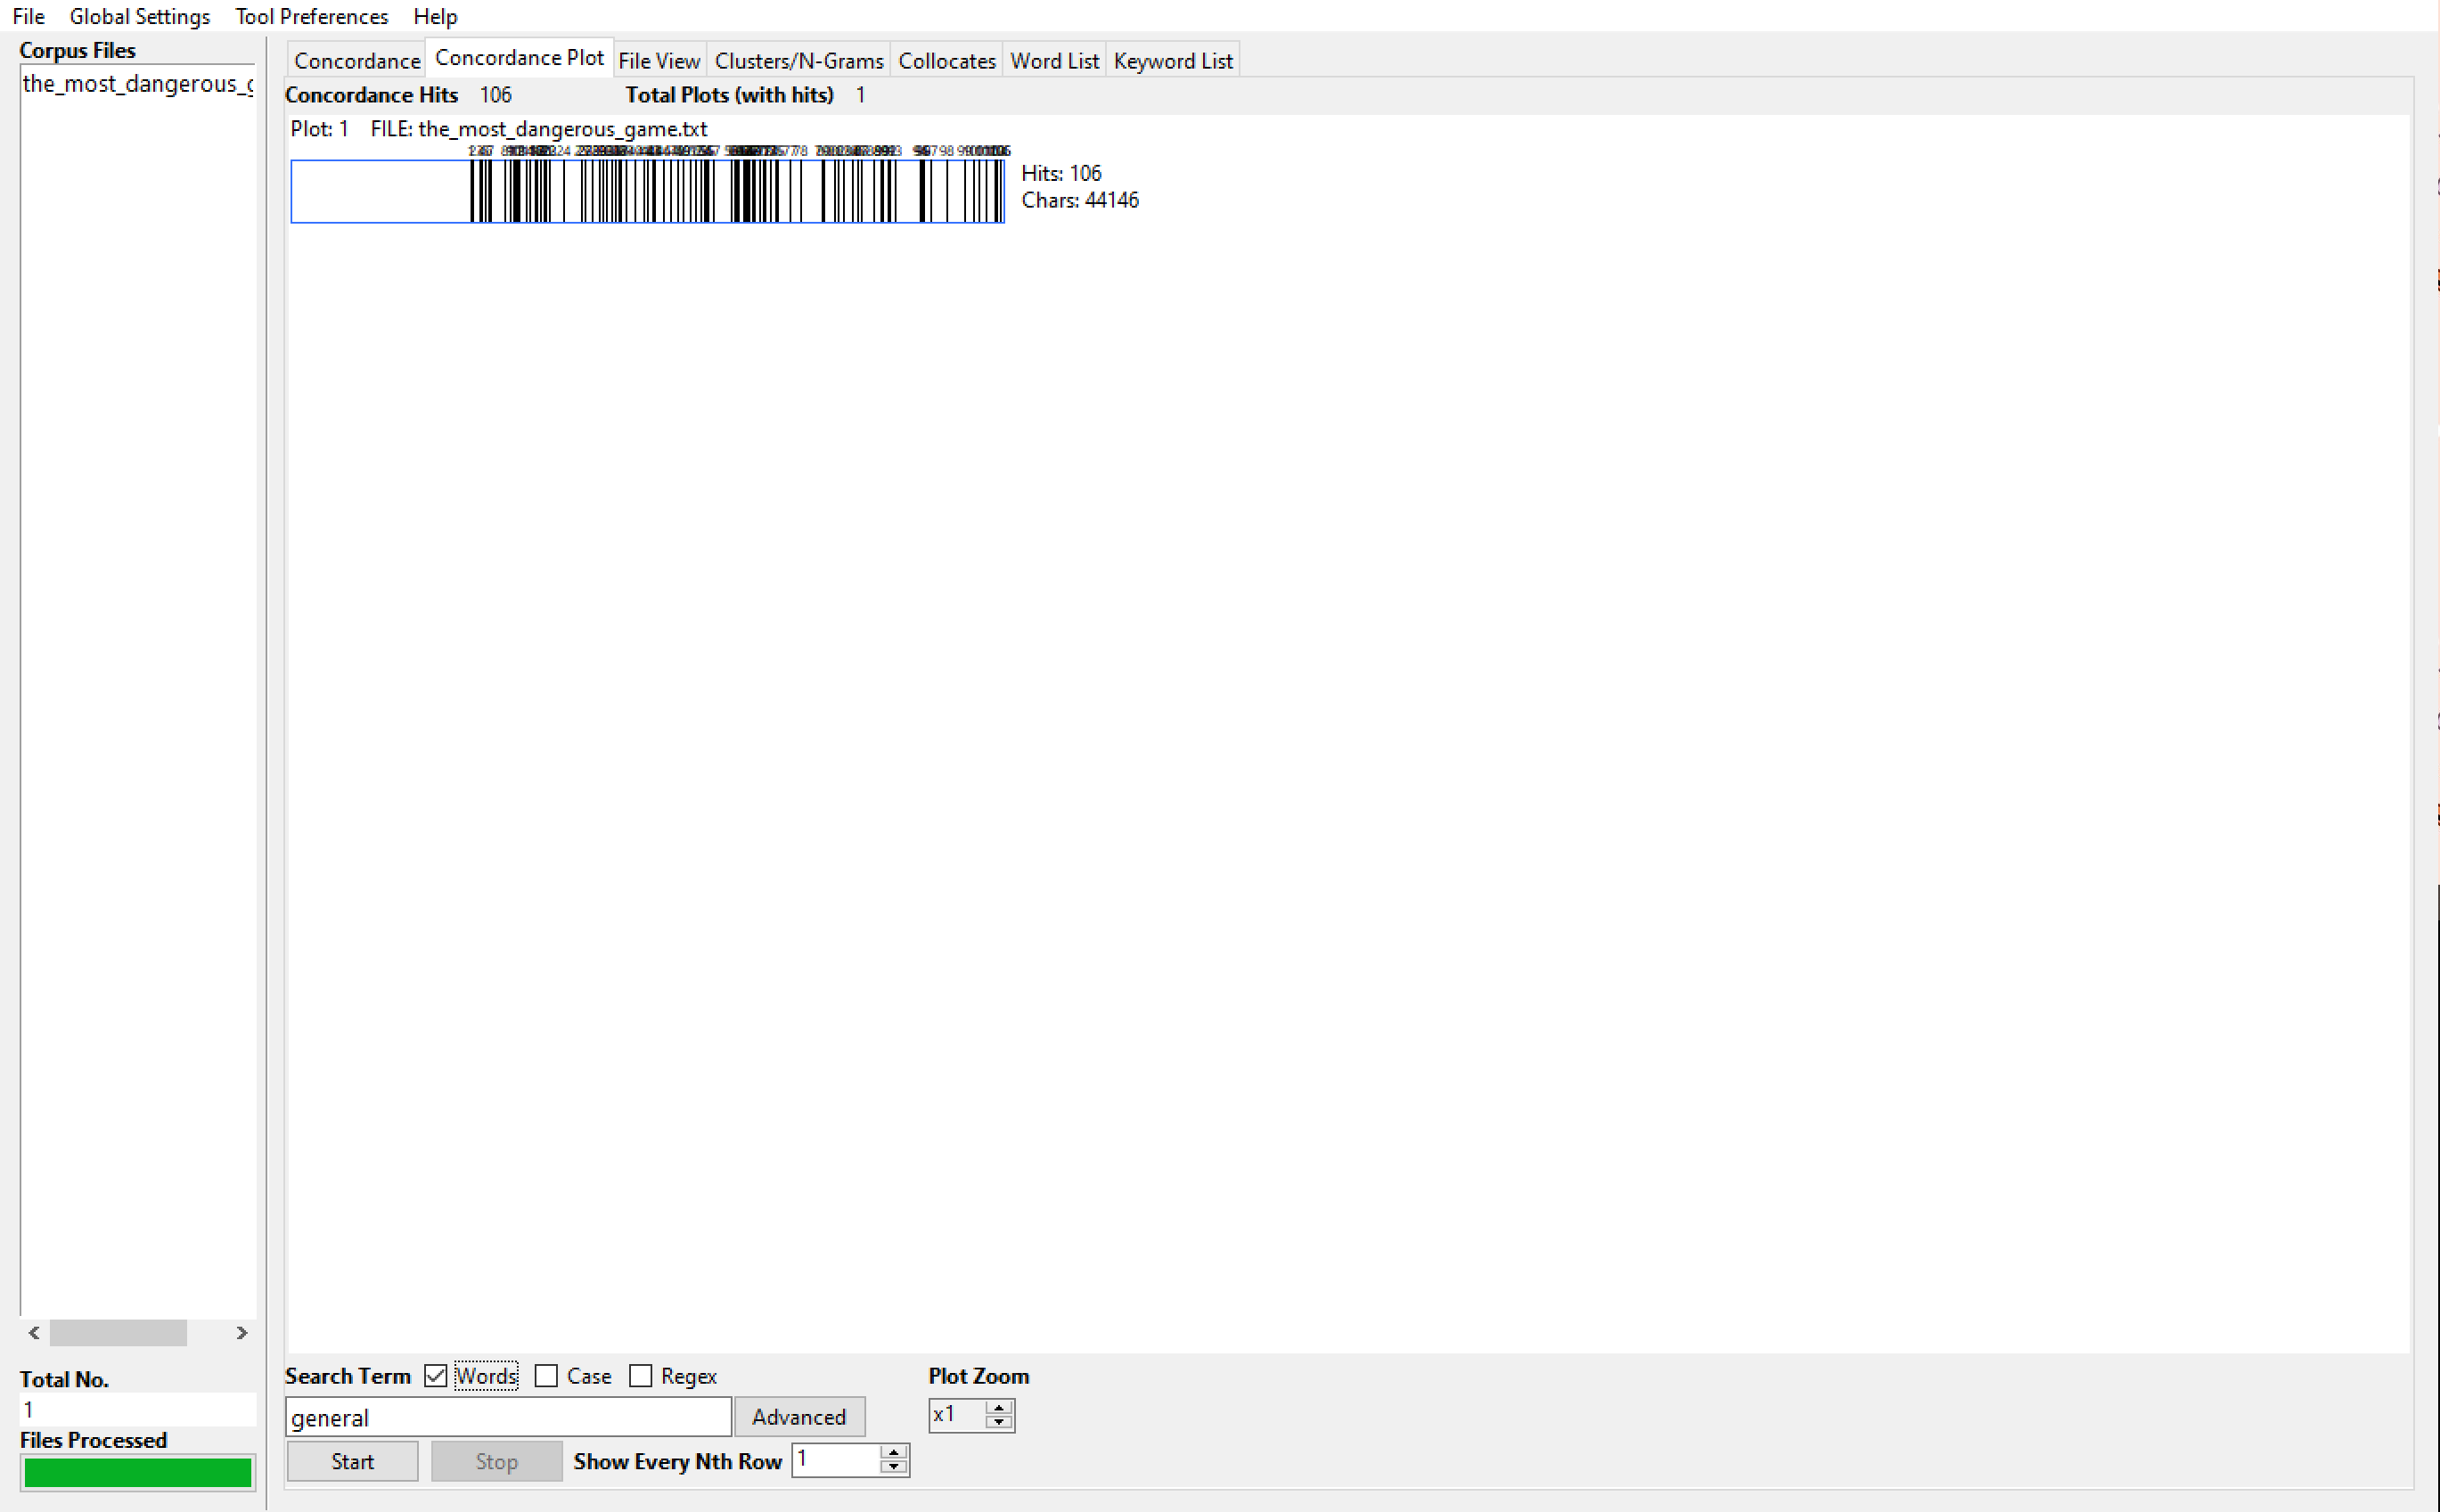 File Global Settings Tool Preferences Help
Corpus Files
the_most_dangerous_g
Concordance Concordance Plot File View Clusters/N-Grams Collocates Word List Keyword List
Concordance Hits 106 Total Plots (with hits) 1
Plot: 1 FILE: the_most_dangerous_game.txt
Hits: 106
Chars: 44146
Total No.
1
Files Processed
Search Term Words Case Regex Plot Zoom
general Advanced x1
Start Stop Show Every Nth Row 1